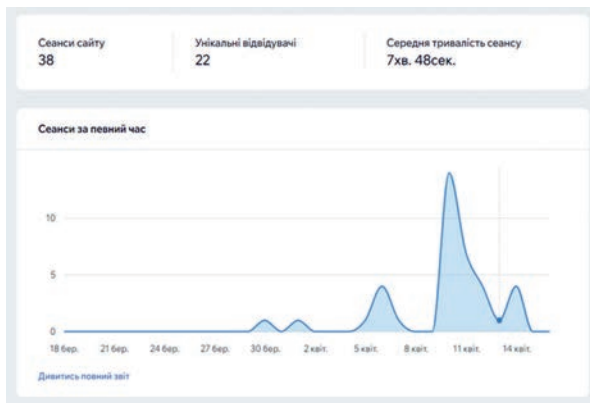 Сеанси сайту
38
Унікальні відвідувачі
22
Середня тривалість сеансу
7хв. 48сек.
Сеанси за певний час
10
5
0
18 бер. 21 бер. 24 бер. 27 бер. 30 бер. 2 квіт. 5 квіт. 8 квіт. 11 квіт. 14 квіт.
Дивитись повний звіт